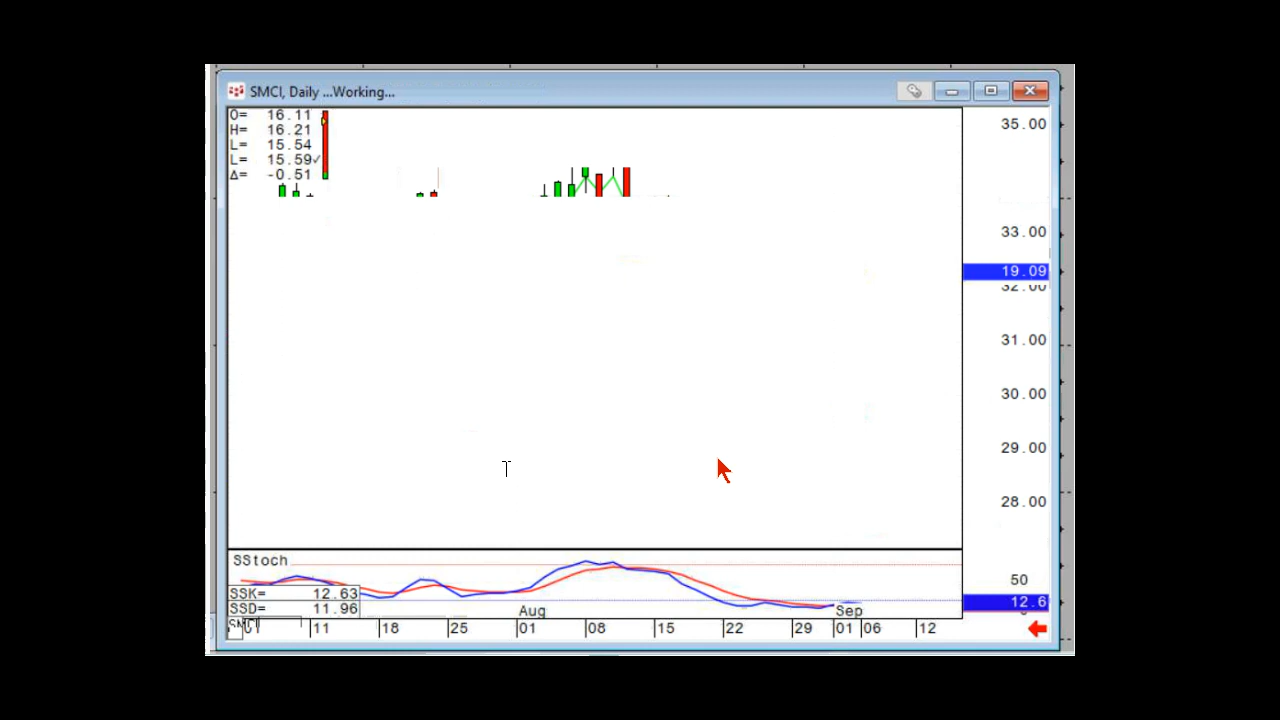 SMCI, Daily ...Working...
O= 16.11
H= 16.21
L= 15.54
L= 15.59✓
Δ= -0.51
35.00
33.00
19.09
32.00
31.00
30.00
29.00
28.00
SStoch
50
SSK= 12.63
SSD= 11.96
12.6
Aug
Sep
11 18 25 01 08 15 22 29 01 06 12